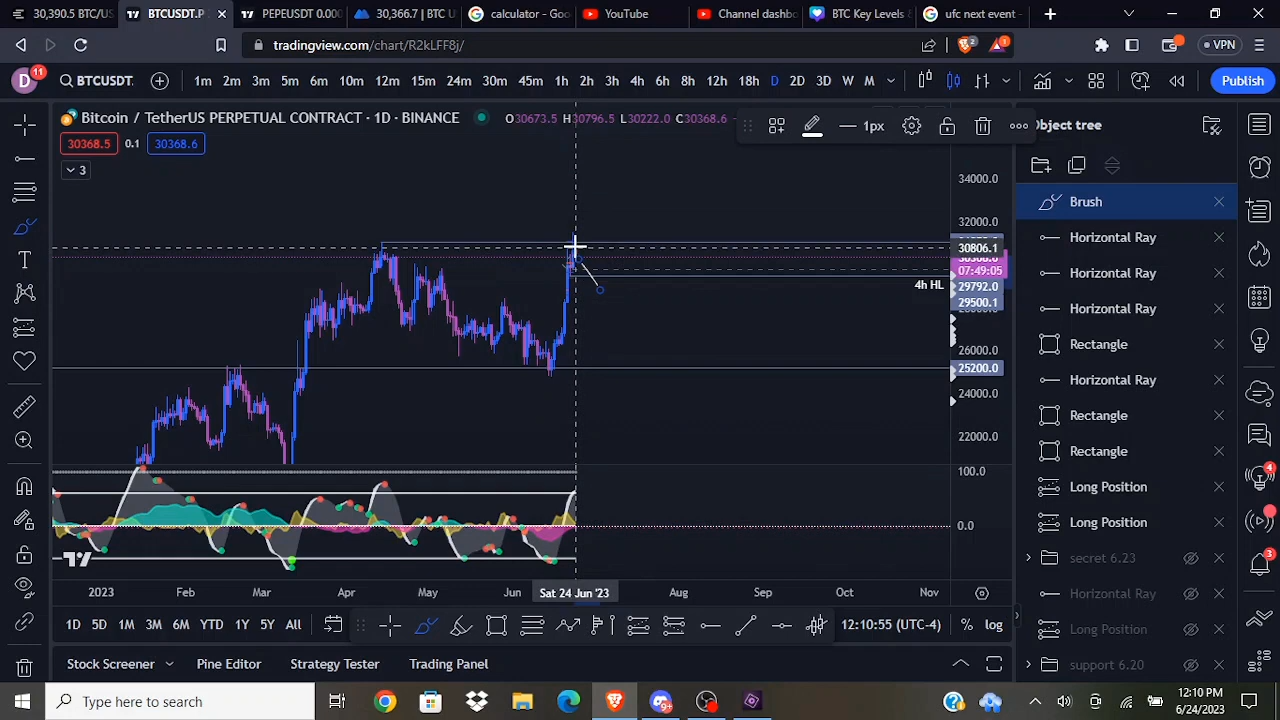 30,390.5 BTC/US
BTCUSDT.P
PEPEUSDT 0.000
30,366.7 | BTC U
calculator - Goo
YouTube
Channel dashbo
BTC Key Levels &
ufc next event -
tradingview.com/chart/R2kLFF8j/
2
1
VPN
D
11
BTCUSDT.
1m 2m 3m 5m 6m 10m 12m 15m 24m 30m 45m 1h 2h 3h 4h 6h 8h 12h 18h D 2D 3D W M
Publish
Bitcoin / TetherUS PERPETUAL CONTRACT · 1D · BINANCE
O30673.5 H30796.5 L30222.0 C30368.6
1px
Object tree
30368.5 0.1 30368.6
3
34000.0
32000.0
30806.1
07:49:05
29792.0
29500.1
4h HL
26000.0
25200.0
24000.0
22000.0
100.0
0.0
Brush
Horizontal Ray
Horizontal Ray
Horizontal Ray
Rectangle
Horizontal Ray
Rectangle
Rectangle
Long Position
Long Position
secret 6.23
Horizontal Ray
Long Position
support 6.20
4
3
2023 Feb Mar Apr May Jun Sat 24 Jun '23 Aug Sep Oct Nov
1D 5D 1M 3M 6M YTD 1Y 5Y All
12:10:55 (UTC-4) % log
Stock Screener Pine Editor Strategy Tester Trading Panel
Type here to search
12:10 PM
6/24/2023